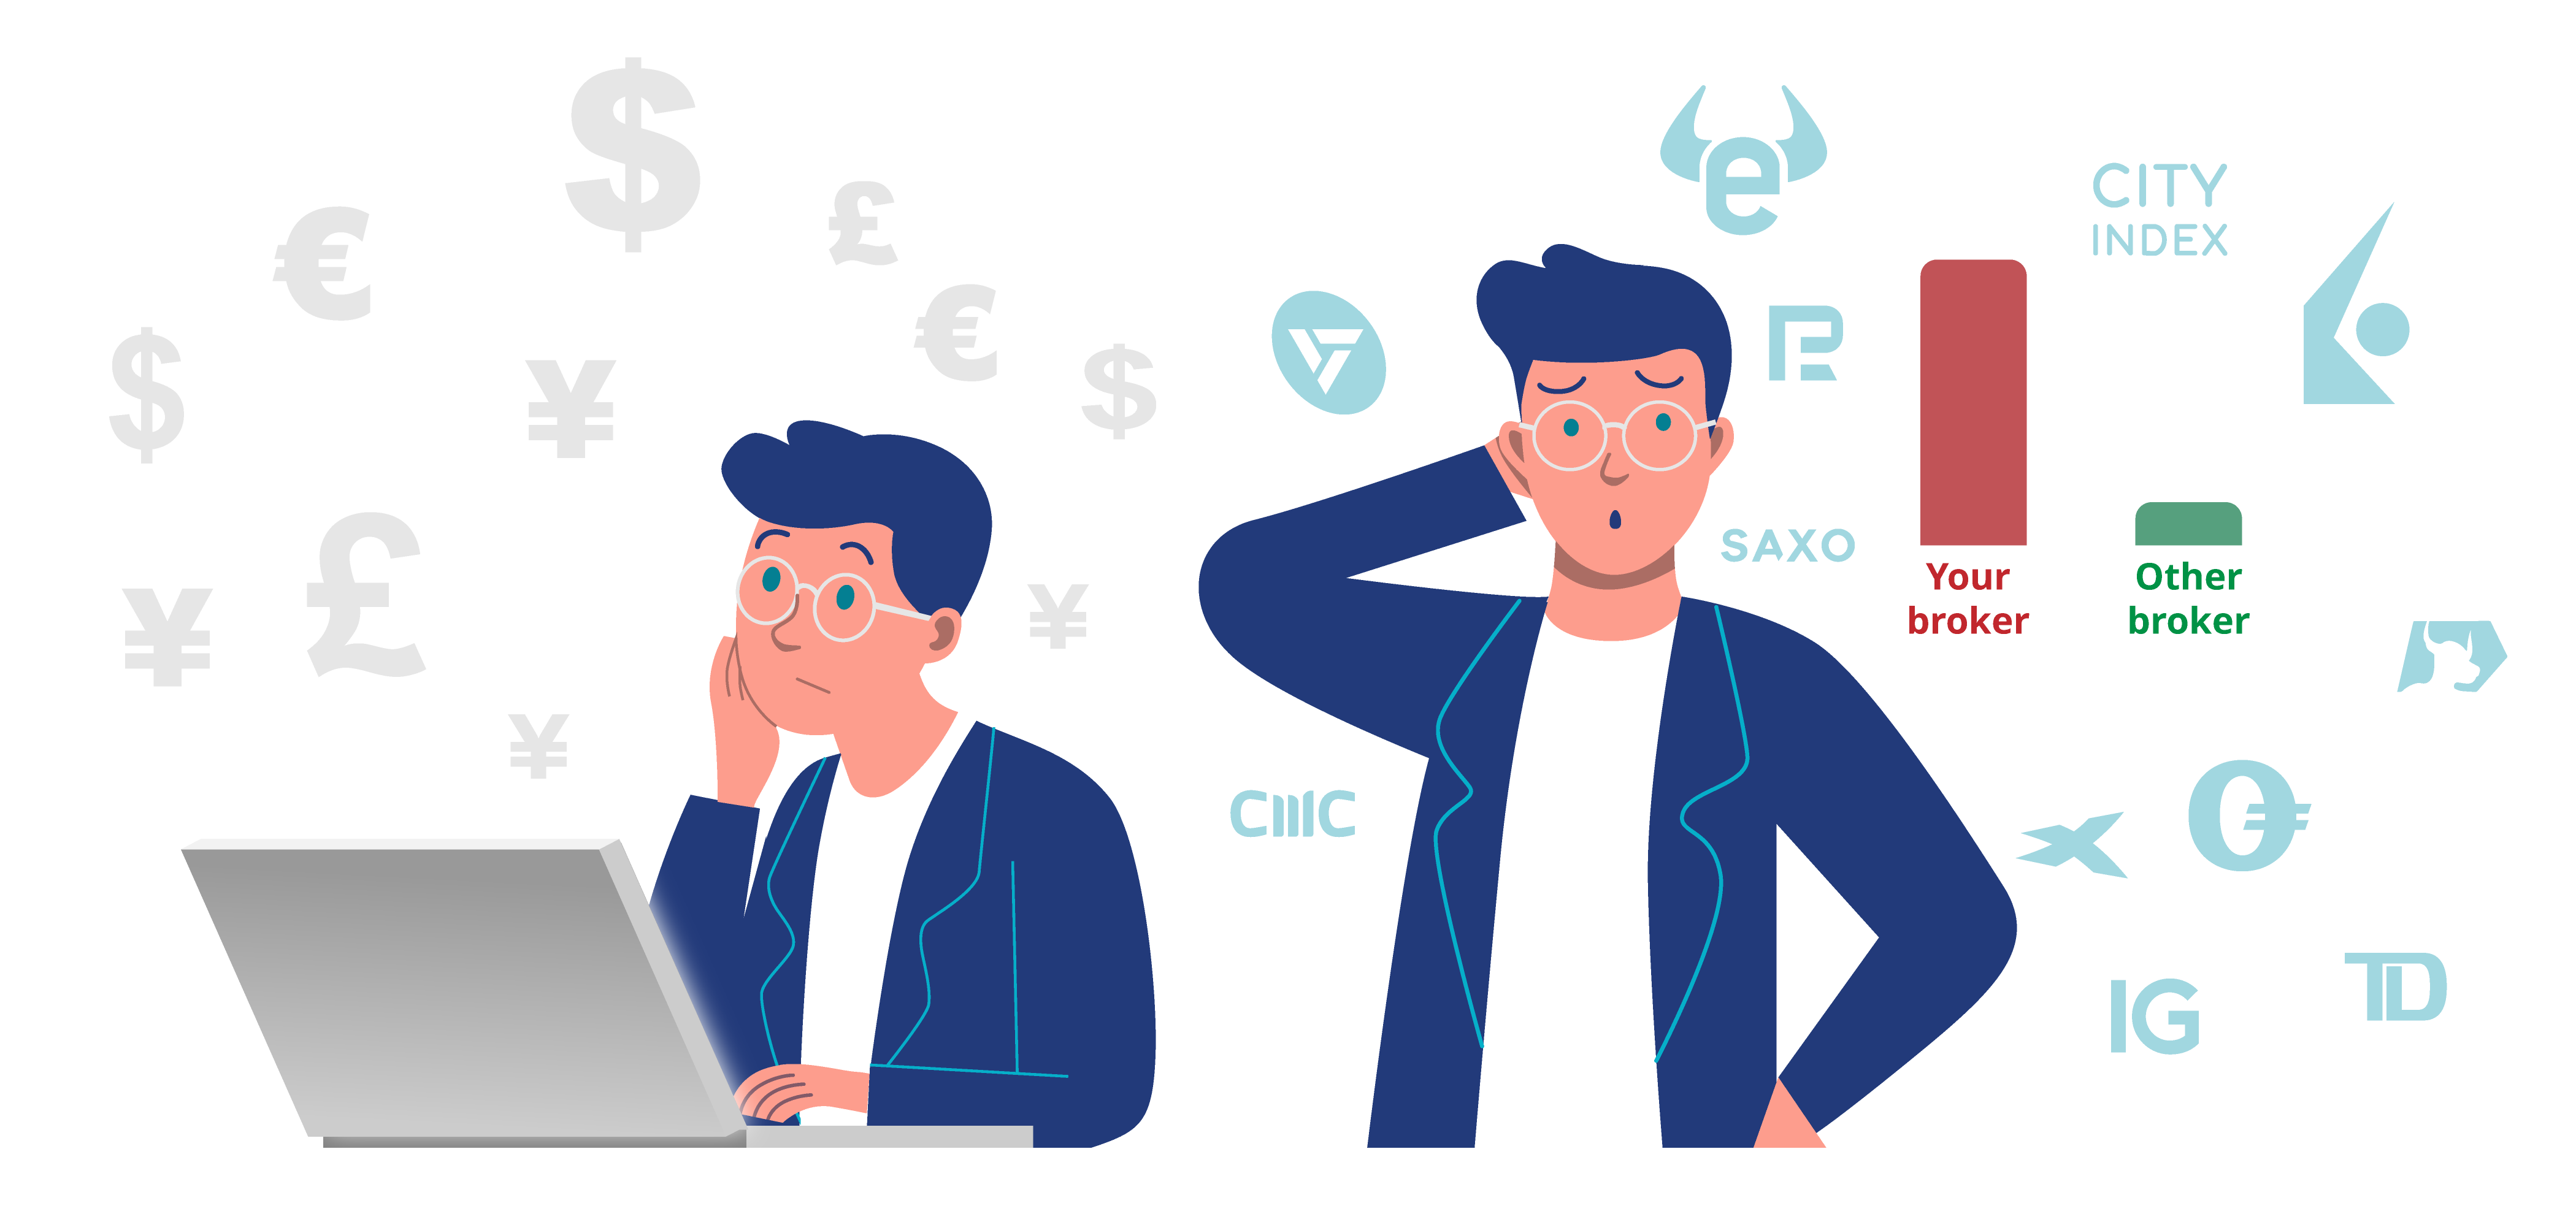 $
£
€
€
$
$
¥
£
¥
¥
¥
e
CITY
INDEX
SAXO
Your
broker
Other
broker
CMC
IG
TD